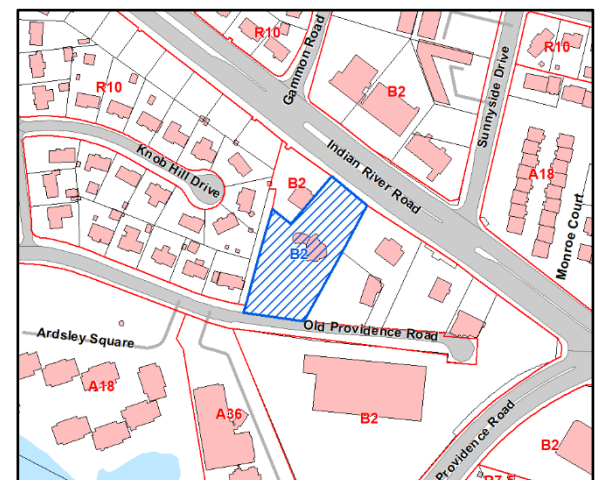 R10
Gammon Road
R10
R10
B2
Sunnyside Drive
Indian River Road
Knob Hill Drive
A18
B2
Monroe Court
B2
Old Providence Road
Ardsley Square
A18
A36
B2
Providence Road
B2